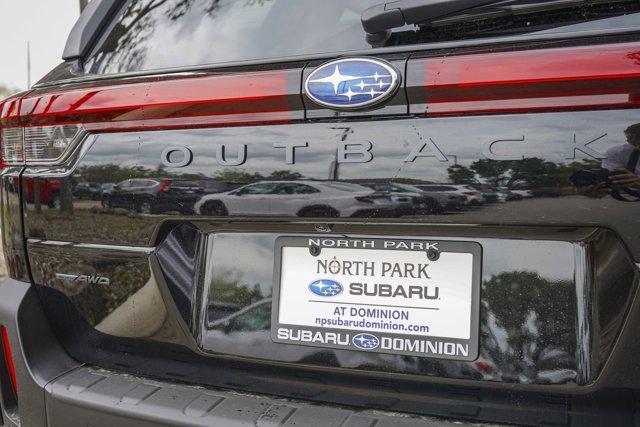 OUTBACK
AWD
NORTH PARK
NORTH PARK
SUBARU
AT DOMINION
npsubarudominion.com
SUBARU DOMINION